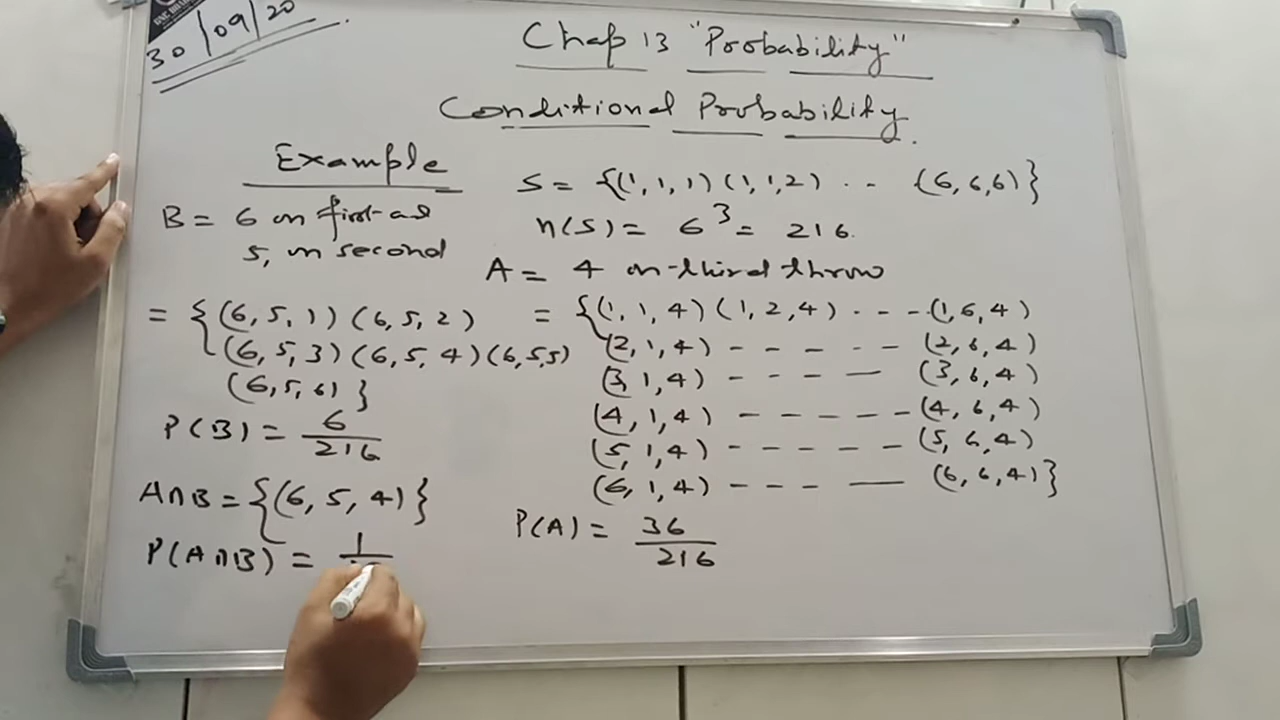 30/09/20
Chap 13 "Probability"
Conditional Probability.
Example
B = 6 on first and
5, on second
= {(6,5,1)(6,5,2)
(6,5,3)(6,5,4)(6,5,5)
(6,5,6)}
P(B) = 6/216
A∩B = {(6,5,4)}
P(A∩B) = 1/
S = {(1,1,1)(1,1,2) .. (6,6,6)}
n(S) = 6³ = 216.
A = 4 on third throw
= {(1,1,4)(1,2,4) . - - - (1,6,4)
(2,1,4) - - - - - (2,6,4)
(3,1,4) - - - — (3,6,4)
(4,1,4) - - - - - - (4,6,4)
(5,1,4) - - - - - - (5,6,4)
(6,1,4) - - - — (6,6,4)}
P(A) = 36/216